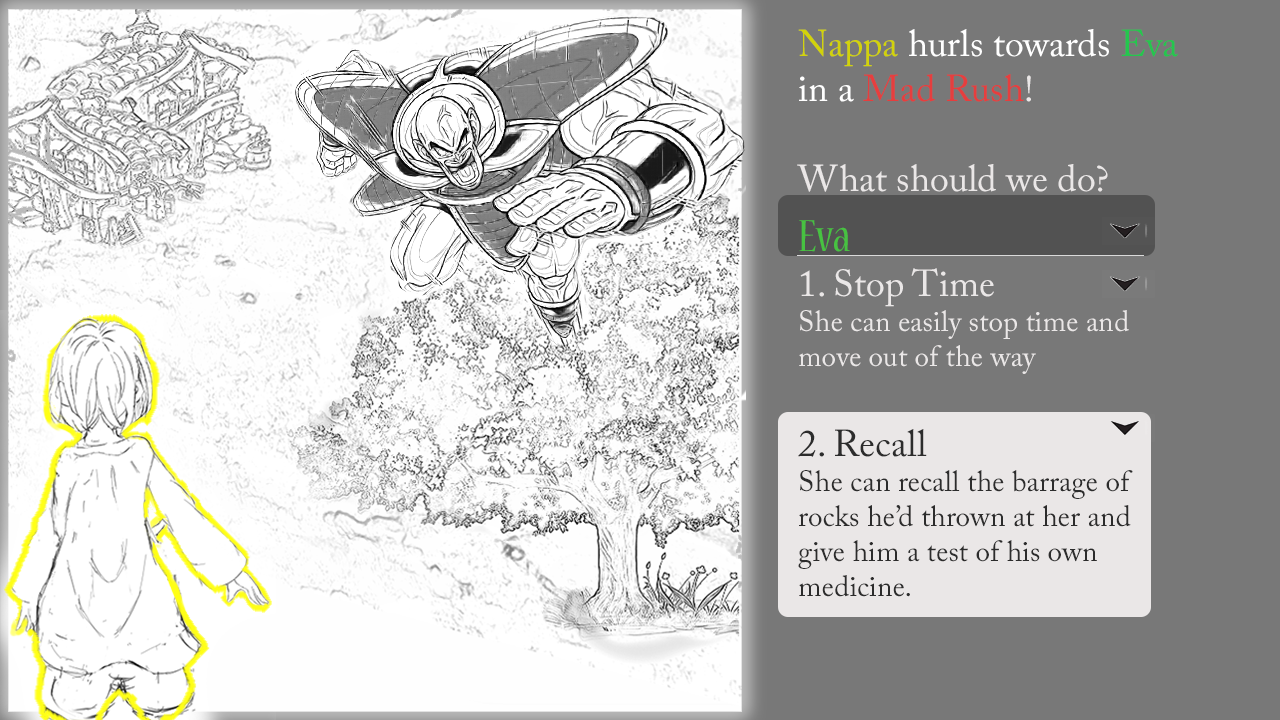 Nappa hurls towards Eva
in a Mad Rush!
What should we do?
Eva
1. Stop Time
She can easily stop time and
move out of the way
2. Recall
She can recall the barrage of
rocks he’d thrown at her and
give him a test of his own
medicine.